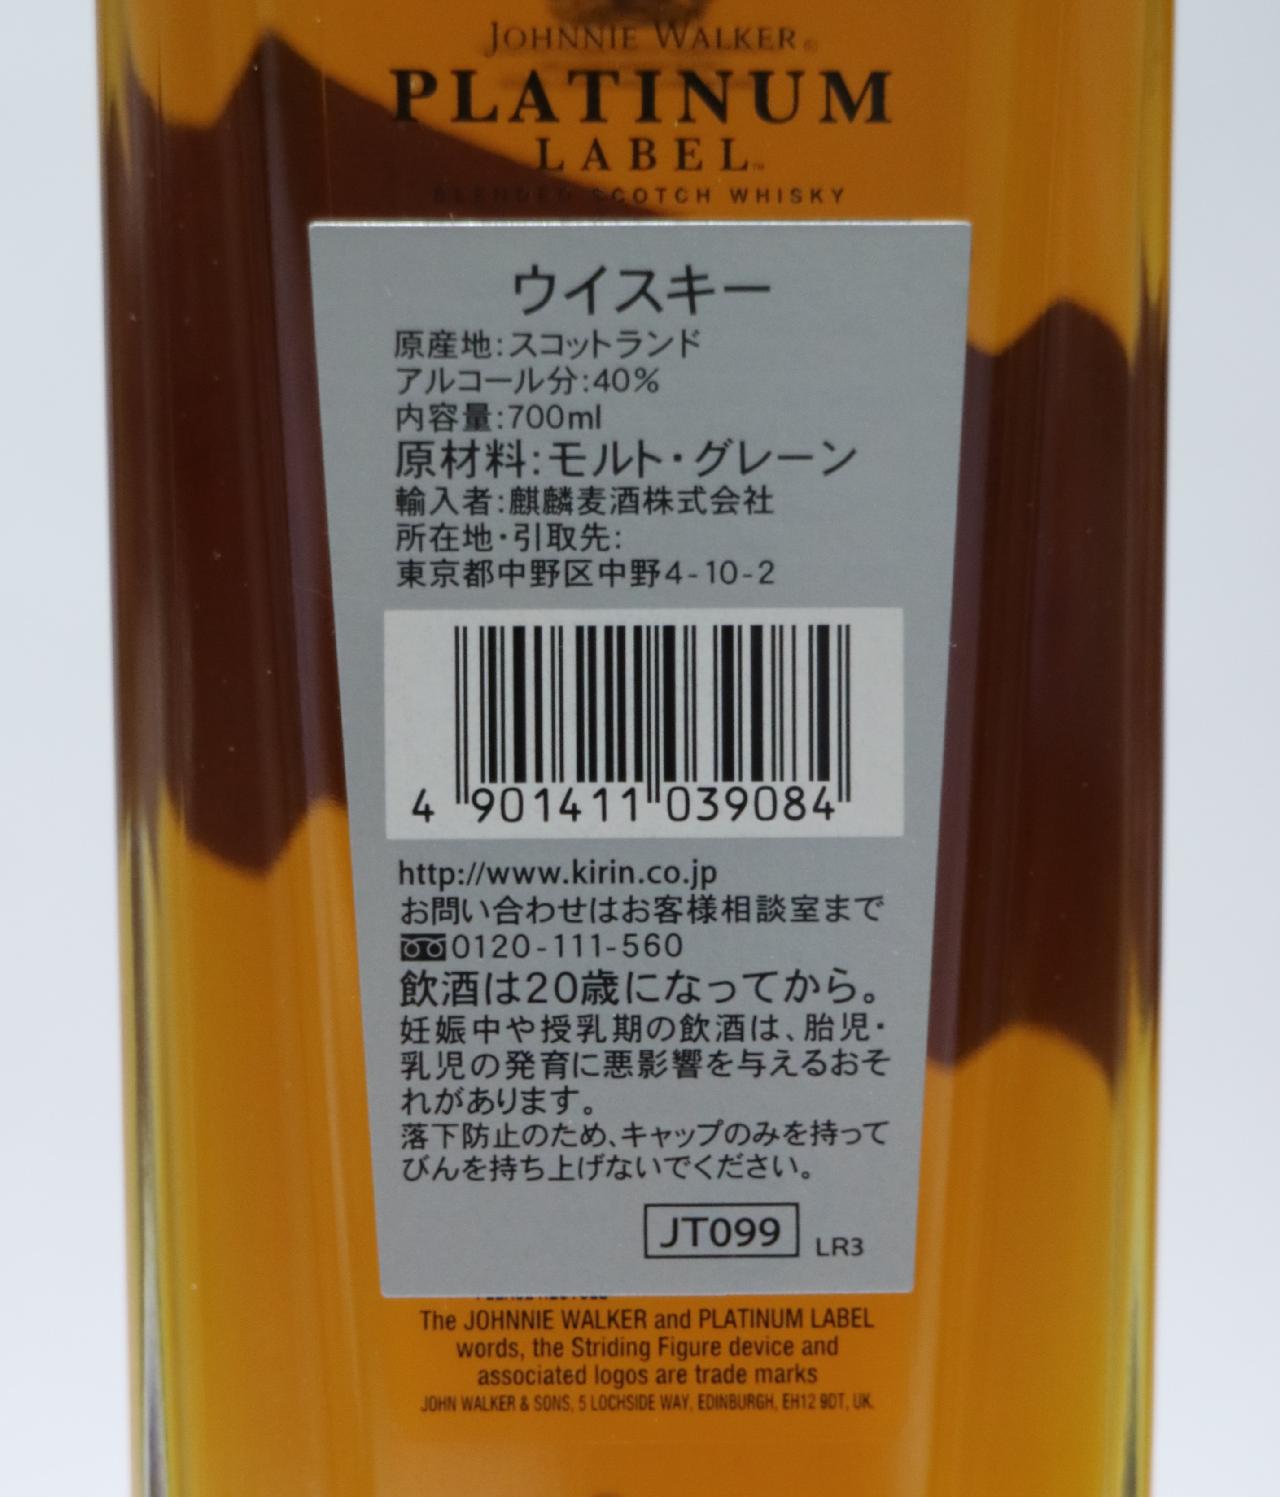 JOHNNIE WALKER®
PLATINUM
LABEL™
BLENDED SCOTCH WHISKY
ウイスキー
原産地:スコットランド
アルコール分:40%
内容量:700ml
原材料:モルト・グレーン
輸入者:麒麟麦酒株式会社
所在地・引取先:
東京都中野区中野4-10-2
4 901411 039084
http://www.kirin.co.jp
お問い合わせはお客様相談室まで
0120-111-560
飲酒は20歳になってから。
妊娠中や授乳期の飲酒は、胎児・
乳児の発育に悪影響を与えるおそ
れがあります。
落下防止のため、キャップのみを持って
びんを持ち上げないでください。
JT099
LR3
The JOHNNIE WALKER and PLATINUM LABEL
words, the Striding Figure device and
associated logos are trade marks
JOHN WALKER & SONS, 5 LOCHSIDE WAY, EDINBURGH, EH12 9DT, UK.